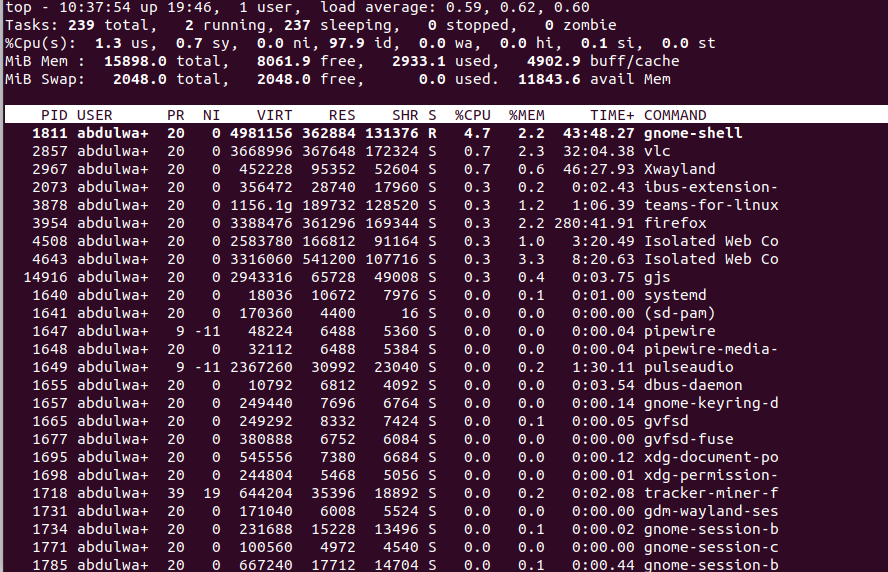 top - 10:37:54 up 19:46,  1 user,  load average: 0.59, 0.62, 0.60
Tasks: 239 total,   2 running, 237 sleeping,   0 stopped,   0 zombie
%Cpu(s):  1.3 us,  0.7 sy,  0.0 ni, 97.9 id,  0.0 wa,  0.0 hi,  0.1 si,  0.0 st
MiB Mem :  15898.0 total,   8061.9 free,   2933.1 used,   4902.9 buff/cache
MiB Swap:   2048.0 total,   2048.0 free,      0.0 used.  11843.6 avail Mem
PID USER      PR  NI    VIRT    RES    SHR S  %CPU  %MEM     TIME+ COMMAND
1811 abdulwa+  20   0 4981156 362884 131376 R   4.7   2.2  43:48.27 gnome-shell
2857 abdulwa+  20   0 3668996 367648 172324 S   0.7   2.3  32:04.38 vlc
2967 abdulwa+  20   0  452228  95352  52604 S   0.7   0.6  46:27.93 Xwayland
2073 abdulwa+  20   0  356472  28740  17960 S   0.3   0.2   0:02.43 ibus-extension-
3878 abdulwa+  20   0 1156.1g 189732 128520 S   0.3   1.2   1:06.39 teams-for-linux
3954 abdulwa+  20   0 3388476 361296 169344 S   0.3   2.2 280:41.91 firefox
4508 abdulwa+  20   0 2583780 166812  91164 S   0.3   1.0   3:20.49 Isolated Web Co
4643 abdulwa+  20   0 3316060 541200 107716 S   0.3   3.3   8:20.63 Isolated Web Co
14916 abdulwa+  20   0 2943316  65728  49008 S   0.3   0.4   0:03.75 gjs
1640 abdulwa+  20   0   18036  10672   7976 S   0.0   0.1   0:01.00 systemd
1641 abdulwa+  20   0  170360   4400     16 S   0.0   0.0   0:00.00 (sd-pam)
1647 abdulwa+   9 -11   48224   6488   5360 S   0.0   0.0   0:00.04 pipewire
1648 abdulwa+  20   0   32112   6488   5384 S   0.0   0.0   0:00.04 pipewire-media-
1649 abdulwa+   9 -11 2367260  30992  23040 S   0.0   0.2   1:30.11 pulseaudio
1655 abdulwa+  20   0   10792   6812   4092 S   0.0   0.0   0:03.54 dbus-daemon
1657 abdulwa+  20   0  249440   7696   6764 S   0.0   0.0   0:00.14 gnome-keyring-d
1665 abdulwa+  20   0  249292   8332   7424 S   0.0   0.1   0:00.05 gvfsd
1677 abdulwa+  20   0  380888   6752   6084 S   0.0   0.0   0:00.00 gvfsd-fuse
1695 abdulwa+  20   0  545556   7380   6684 S   0.0   0.0   0:00.12 xdg-document-po
1698 abdulwa+  20   0  244804   5468   5056 S   0.0   0.0   0:00.01 xdg-permission-
1718 abdulwa+  39  19  644204  35396  18892 S   0.0   0.2   0:02.08 tracker-miner-f
1731 abdulwa+  20   0  171040   6008   5524 S   0.0   0.0   0:00.00 gdm-wayland-ses
1734 abdulwa+  20   0  231688  15228  13496 S   0.0   0.1   0:00.02 gnome-session-b
1771 abdulwa+  20   0  100560   4972   4540 S   0.0   0.0   0:00.00 gnome-session-c
1785 abdulwa+  20   0  667240  17712  14704 S   0.0   0.1   0:00.44 gnome-session-b